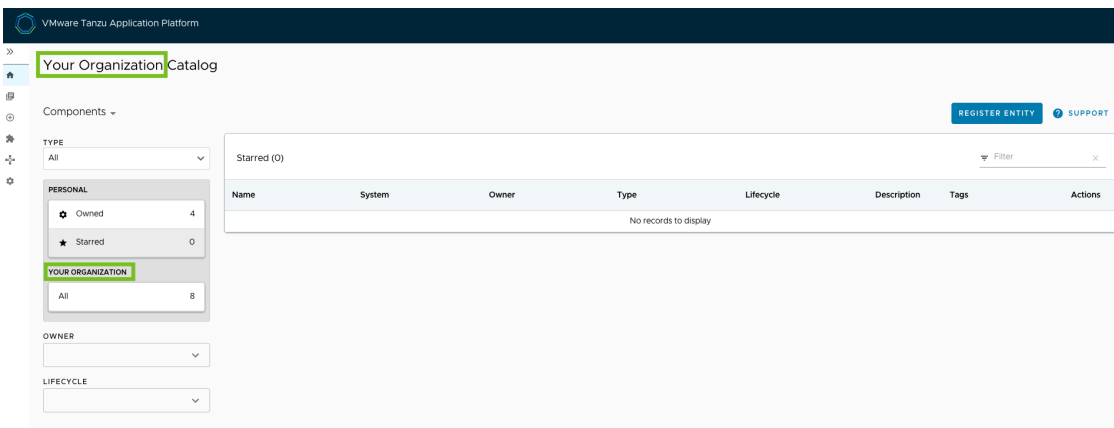 VMware Tanzu Application Platform
Your Organization Catalog
Components
REGISTER ENTITY
SUPPORT
TYPE
All
PERSONAL
Owned 4
Starred 0
YOUR ORGANIZATION
All 8
OWNER
LIFECYCLE
Starred (0)
Filter
Name System Owner Type Lifecycle Description Tags Actions
No records to display